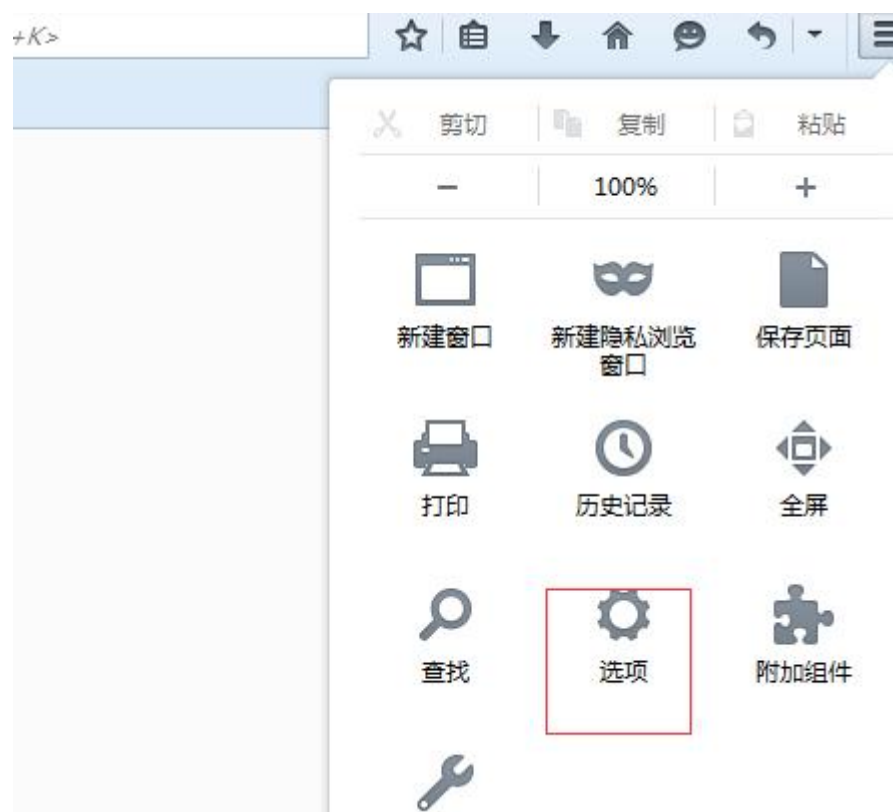 +K>
剪切 复制 粘贴
− 100% +
新建窗口 新建隐私浏览 保存页面
窗口
打印 历史记录 全屏
查找 选项 附加组件